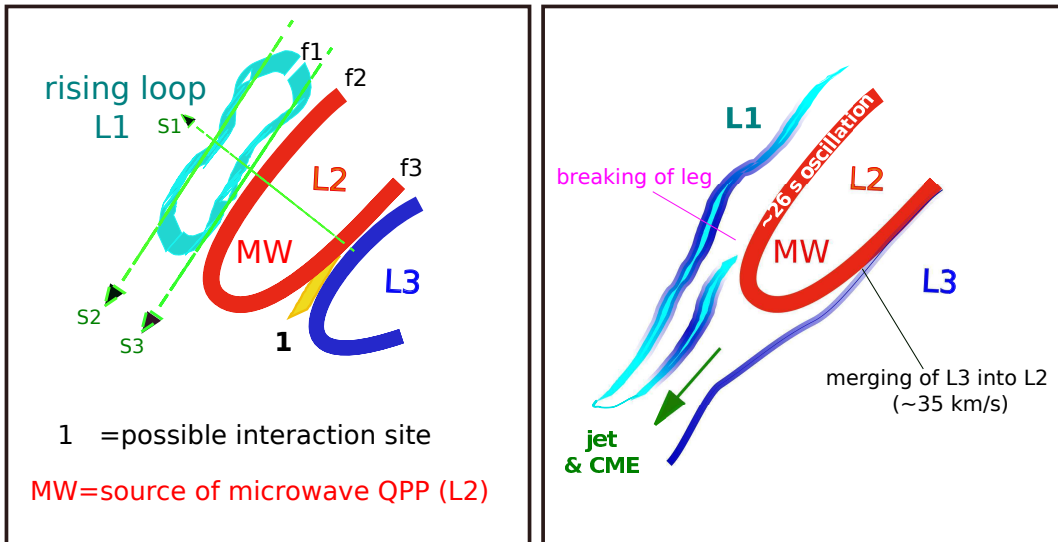 f1
f2
rising loop
L1
S1
L2
f3
MW
L3
S2
S3
1
1 =possible interaction site
MW=source of microwave QPP (L2)
L1
~26 s oscillation
breaking of leg
L2
MW
L3
merging of L3 into L2
(~35 km/s)
jet
& CME